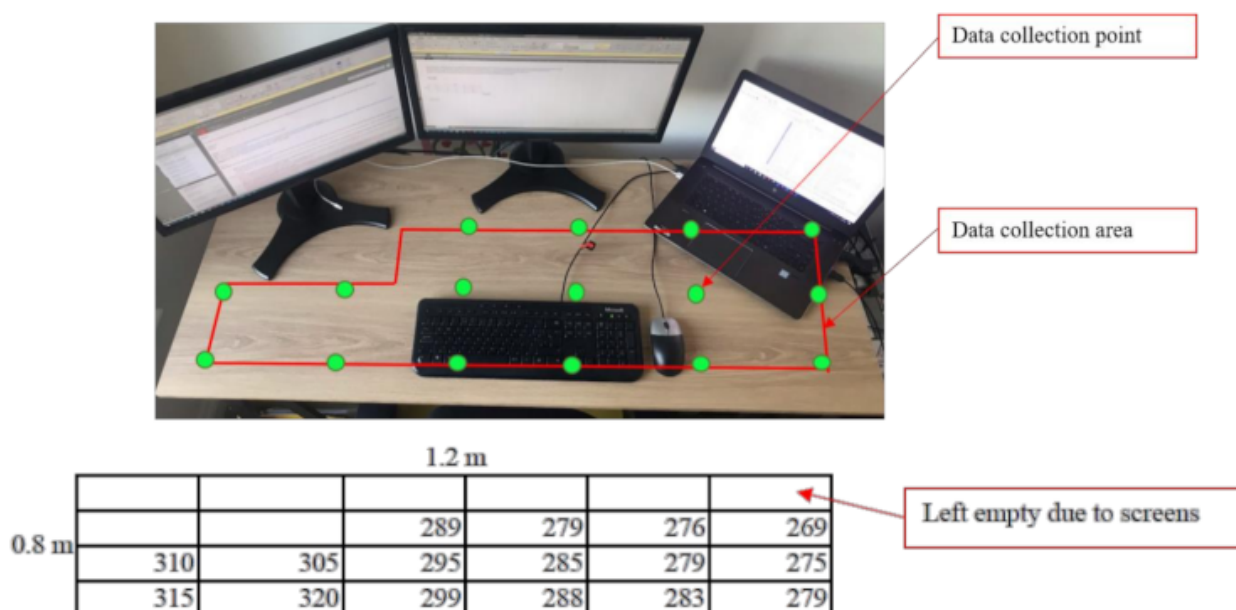 Data collection point
Data collection area
1.2 m
0.8 m
Left empty due to screens
289 279 276 269
310 305 295 285 279 275
315 320 299 288 283 279